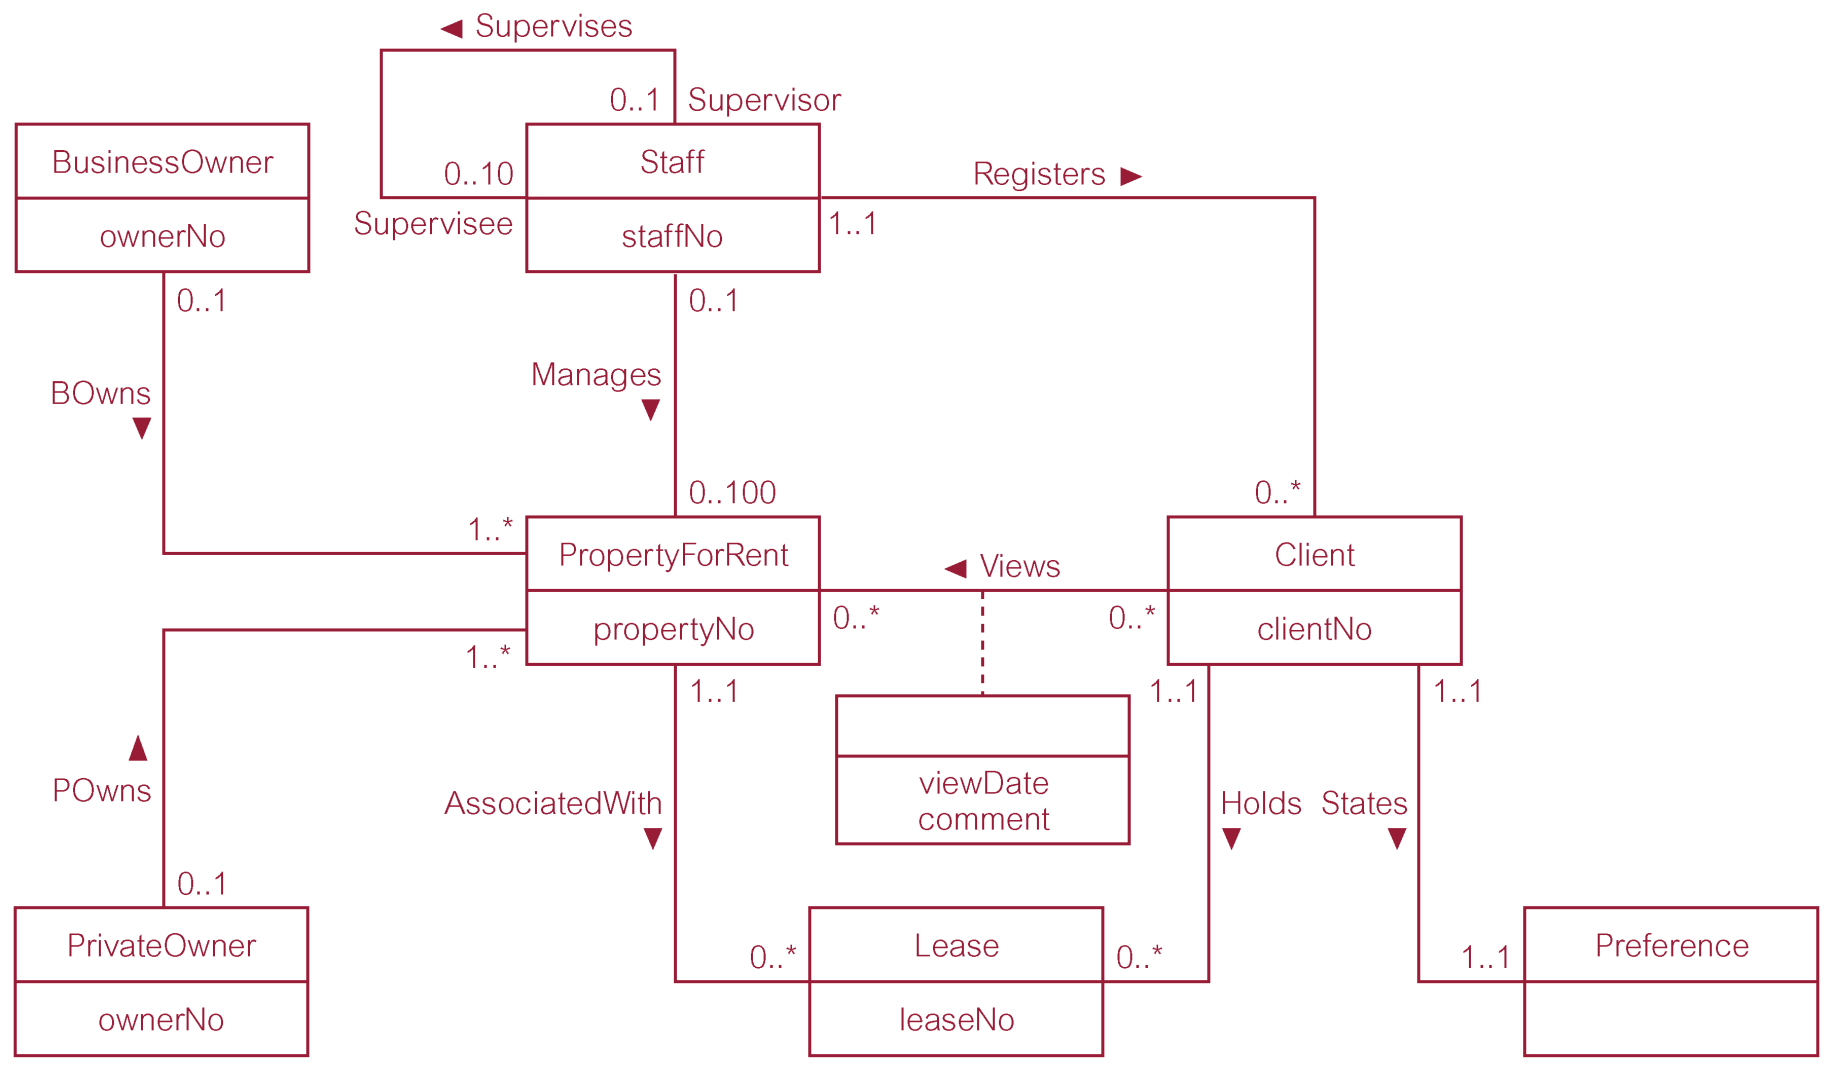 ◄ Supervises
0..1 Supervisor
BusinessOwner
ownerNo
0..10
Supervisee
Staff
staffNo
Registers ►
1..1
0..1
0..1
BOwns
▼
Manages
▼
0..100
0..*
1..*
PropertyForRent
propertyNo
◄ Views
0..*
0..*
Client
clientNo
1..*
1..1
1..1
1..1
viewDate
comment
▲
POwns
AssociatedWith
▼
Holds
▼
States
▼
0..1
PrivateOwner
ownerNo
0..*
Lease
leaseNo
0..*
1..1
Preference